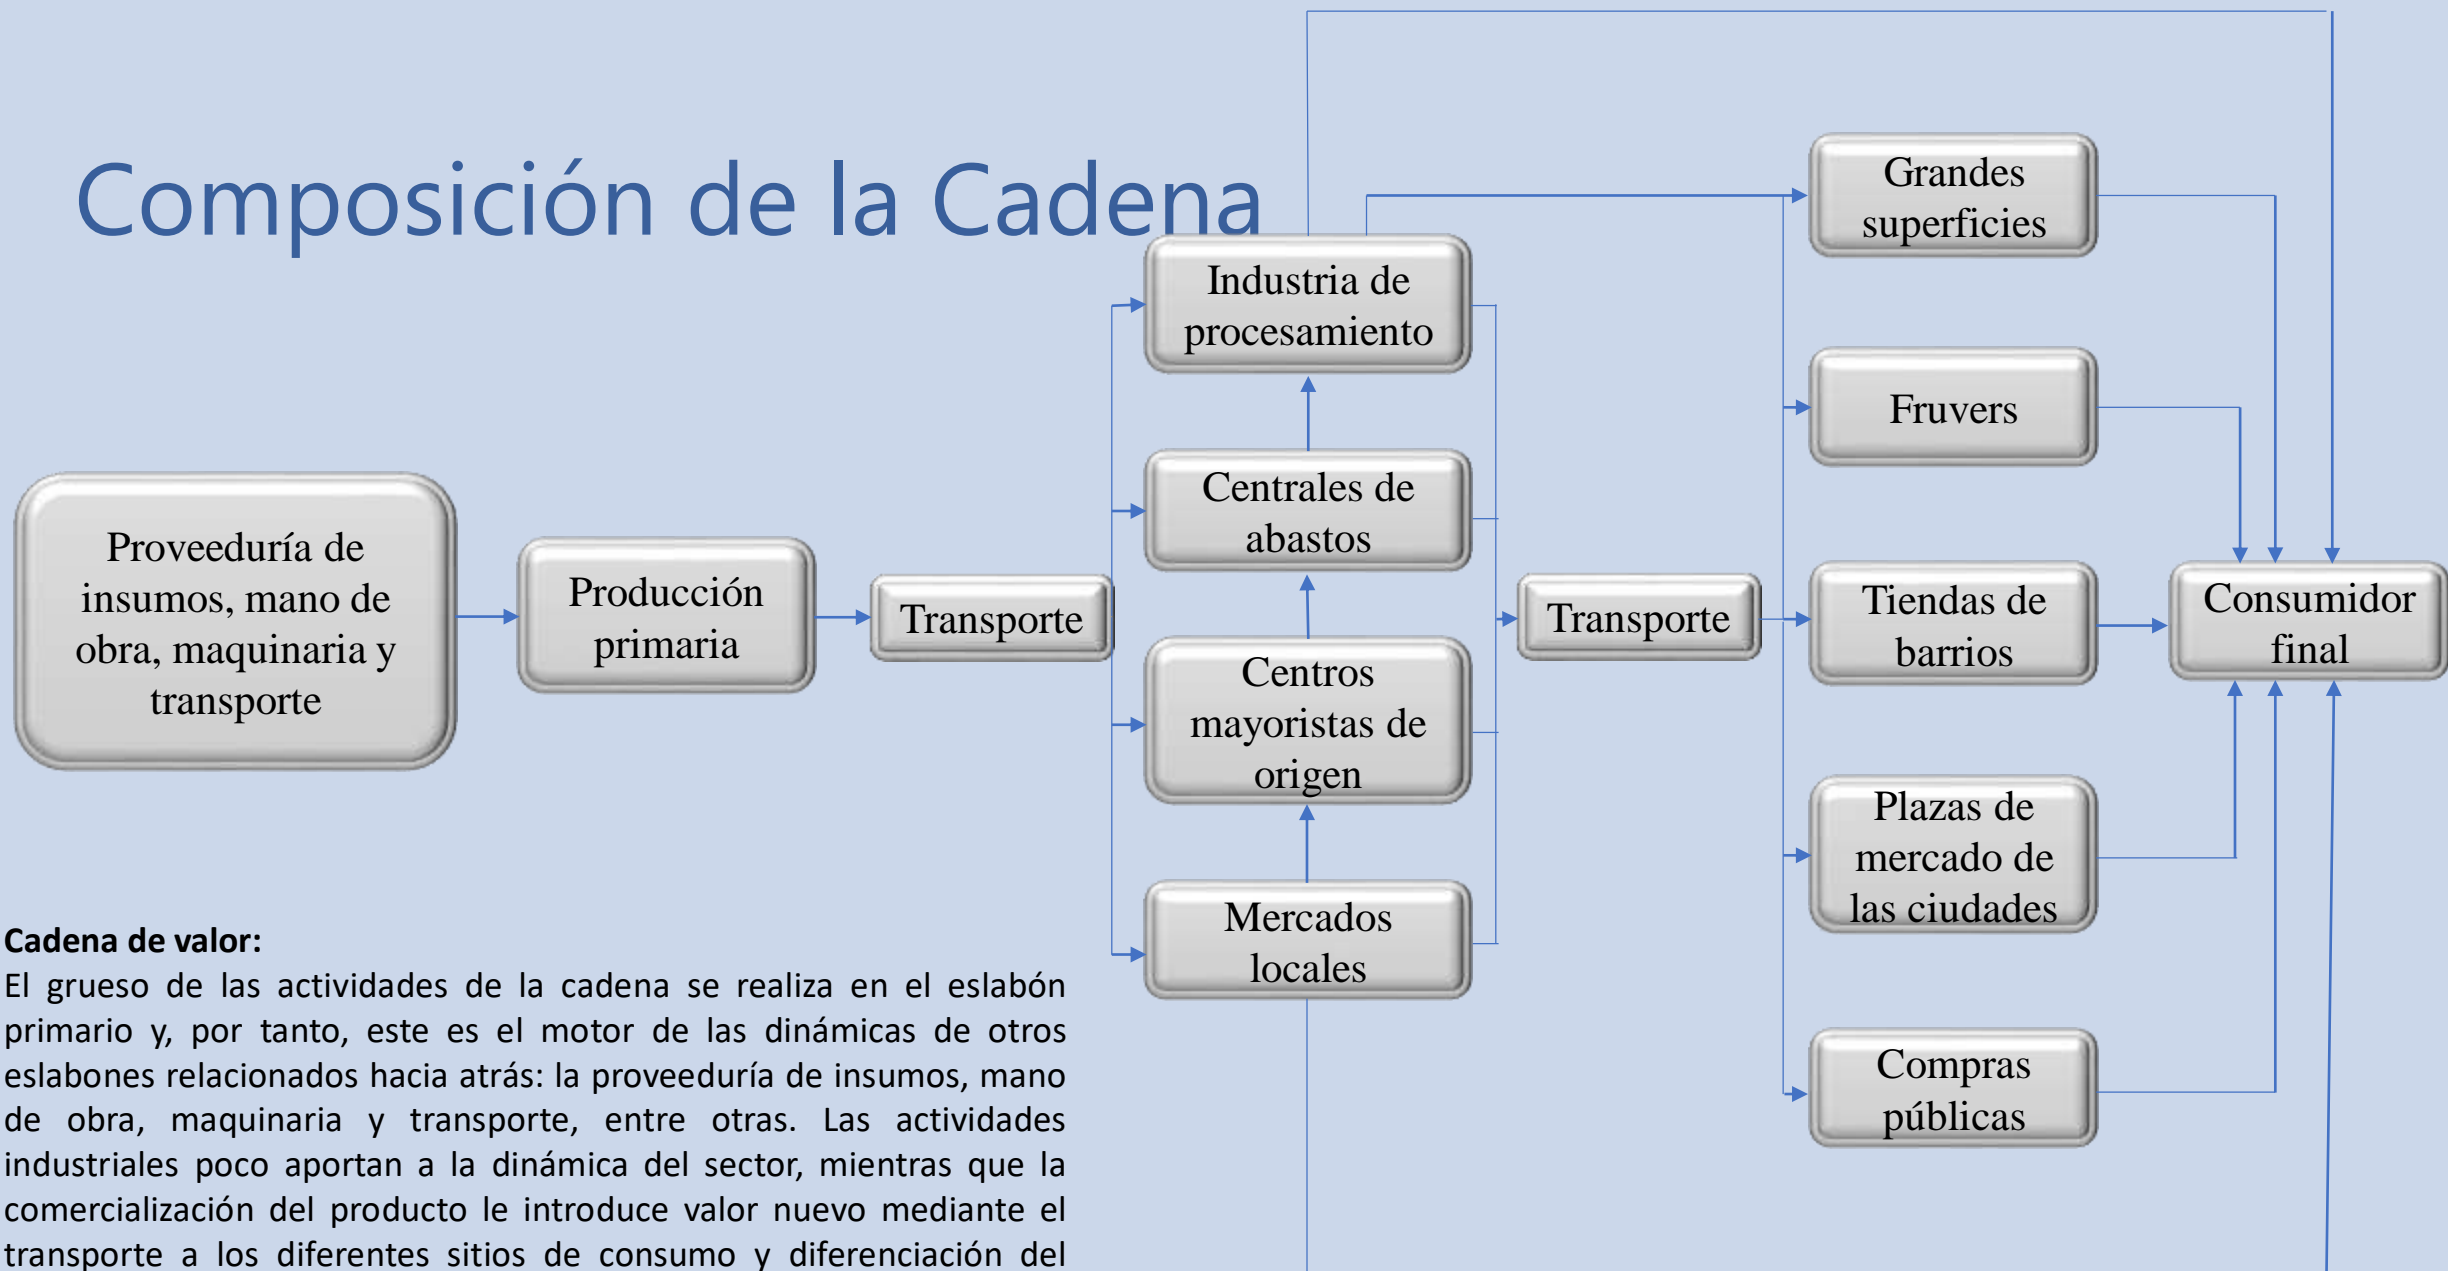 Composición de la Cadena
Proveeduría de
insumos, mano de
obra, maquinaria y
transporte
Producción
primaria
Transporte
Industria de
procesamiento
Centrales de
abastos
Centros
mayoristas de
origen
Mercados
locales
Transporte
Grandes
superficies
Fruvers
Tiendas de
barrios
Plazas de
mercado de
las ciudades
Compras
públicas
Consumidor
final
Cadena de valor:
El grueso de las actividades de la cadena se realiza en el eslabón
primario y, por tanto, este es el motor de las dinámicas de otros
eslabones relacionados hacia atrás: la proveeduría de insumos, mano
de obra, maquinaria y transporte, entre otras. Las actividades
industriales poco aportan a la dinámica del sector, mientras que la
comercialización del producto le introduce valor nuevo mediante el
transporte a los diferentes sitios de consumo y diferenciación del